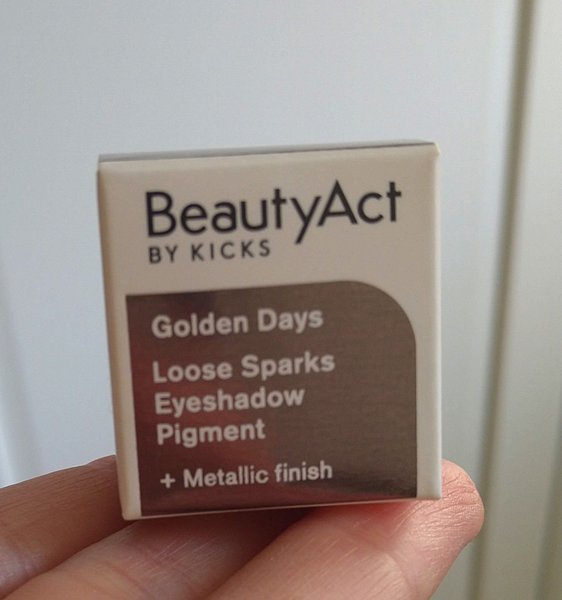 BeautyAct
BY KICKS
Golden Days
Loose Sparks
Eyeshadow
Pigment
+ Metallic finish